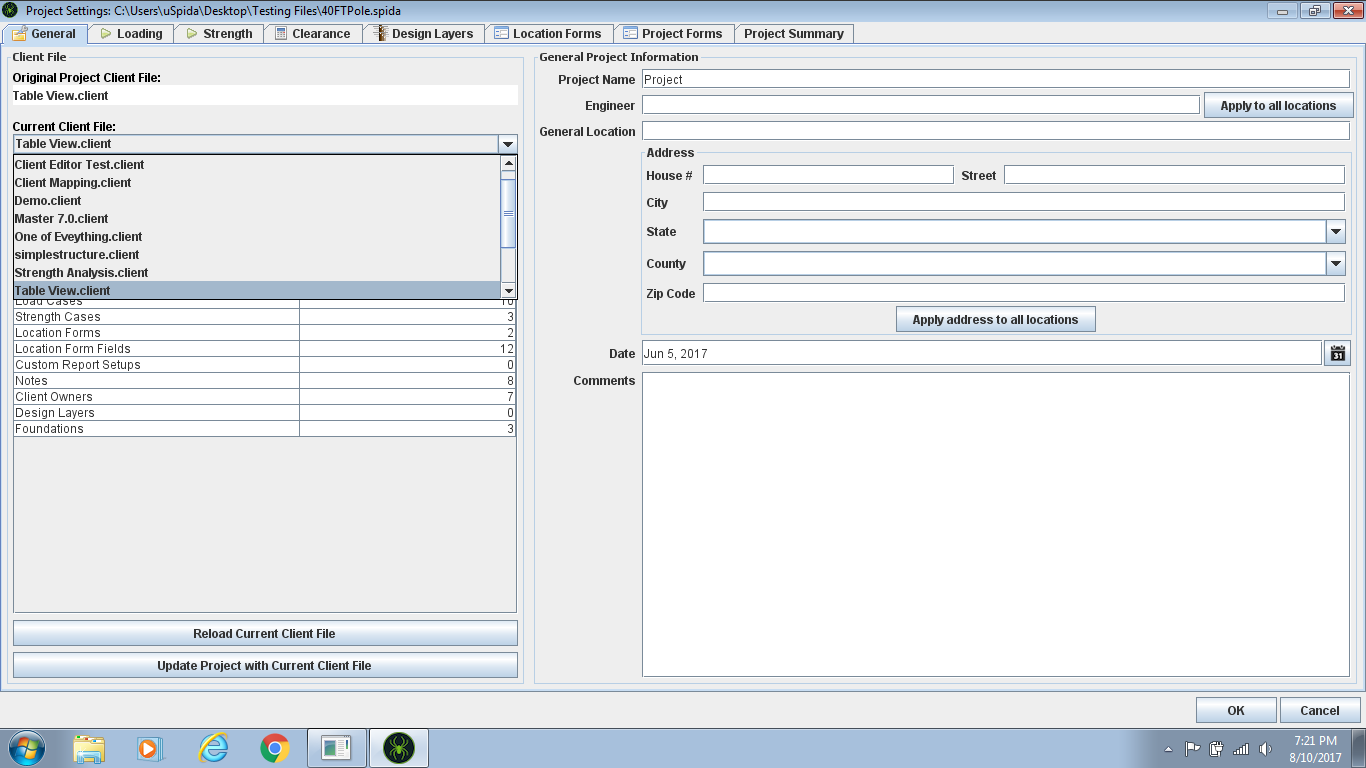 Project Settings: C:\Users\uSpida\Desktop\Testing Files\40FTPole.spida
General
Loading
Strength
Clearance
Design Layers
Location Forms
Project Forms
Project Summary
Client File
Original Project Client File:
Table View.client
Current Client File:
Table View.client
Client Editor Test.client
Client Mapping.client
Demo.client
Master 7.0.client
One of Eveything.client
simplestructure.client
Strength Analysis.client
Table View.client
Load Cases 10
Strength Cases 3
Location Forms 2
Location Form Fields 12
Custom Report Setups 0
Notes 8
Client Owners 7
Design Layers 0
Foundations 3
Reload Current Client File
Update Project with Current Client File
General Project Information
Project Name Project
Engineer
Apply to all locations
General Location
Address
House #
Street
City
State
County
Zip Code
Apply address to all locations
Date Jun 5, 2017
31
Comments
OK
Cancel
7:21 PM
8/10/2017